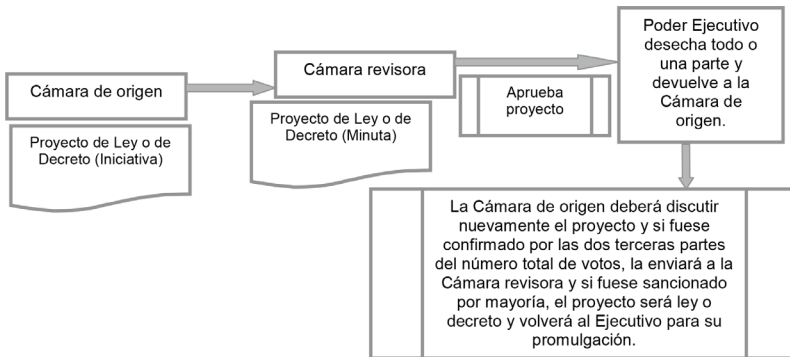 Cámara de origen
Proyecto de Ley o de
Decreto (Iniciativa)
Cámara revisora
Proyecto de Ley o de
Decreto (Minuta)
Aprueba
proyecto
Poder Ejecutivo
desecha todo o
una parte y
devuelve a la
Cámara de
origen.
La Cámara de origen deberá discutir
nuevamente el proyecto y si fuese
confirmado por las dos terceras partes
del número total de votos, la enviará a la
Cámara revisora y si fuese sancionado
por mayoría, el proyecto será ley o
decreto y volverá al Ejecutivo para su
promulgación.